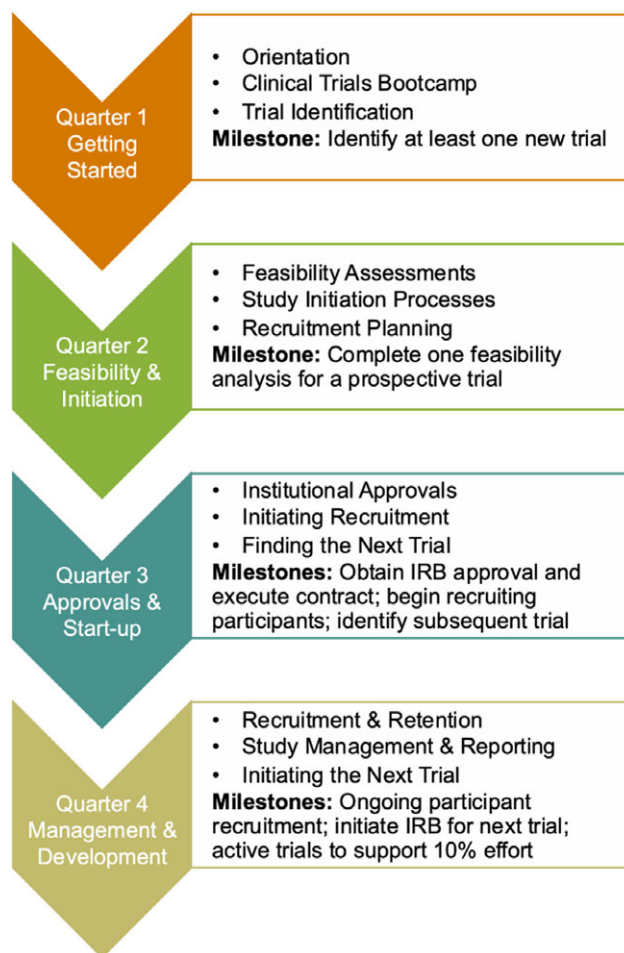 Quarter 1
Getting
Started
• Orientation
• Clinical Trials Bootcamp
• Trial Identification
Milestone: Identify at least one new trial
Quarter 2
Feasibility &
Initiation
• Feasibility Assessments
• Study Initiation Processes
• Recruitment Planning
Milestone: Complete one feasibility
analysis for a prospective trial
Quarter 3
Approvals &
Start-up
• Institutional Approvals
• Initiating Recruitment
• Finding the Next Trial
Milestones: Obtain IRB approval and
execute contract; begin recruiting
participants; identify subsequent trial
Quarter 4
Management &
Development
• Recruitment & Retention
• Study Management & Reporting
• Initiating the Next Trial
Milestones: Ongoing participant
recruitment; initiate IRB for next trial;
active trials to support 10% effort